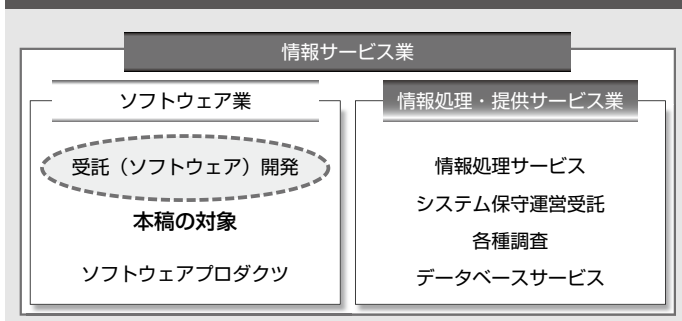 情報サービス業
ソフトウェア業
受託（ソフトウェア）開発
本稿の対象
ソフトウェアプロダクツ
情報処理・提供サービス業
情報処理サービス
システム保守運営受託
各種調査
データベースサービス